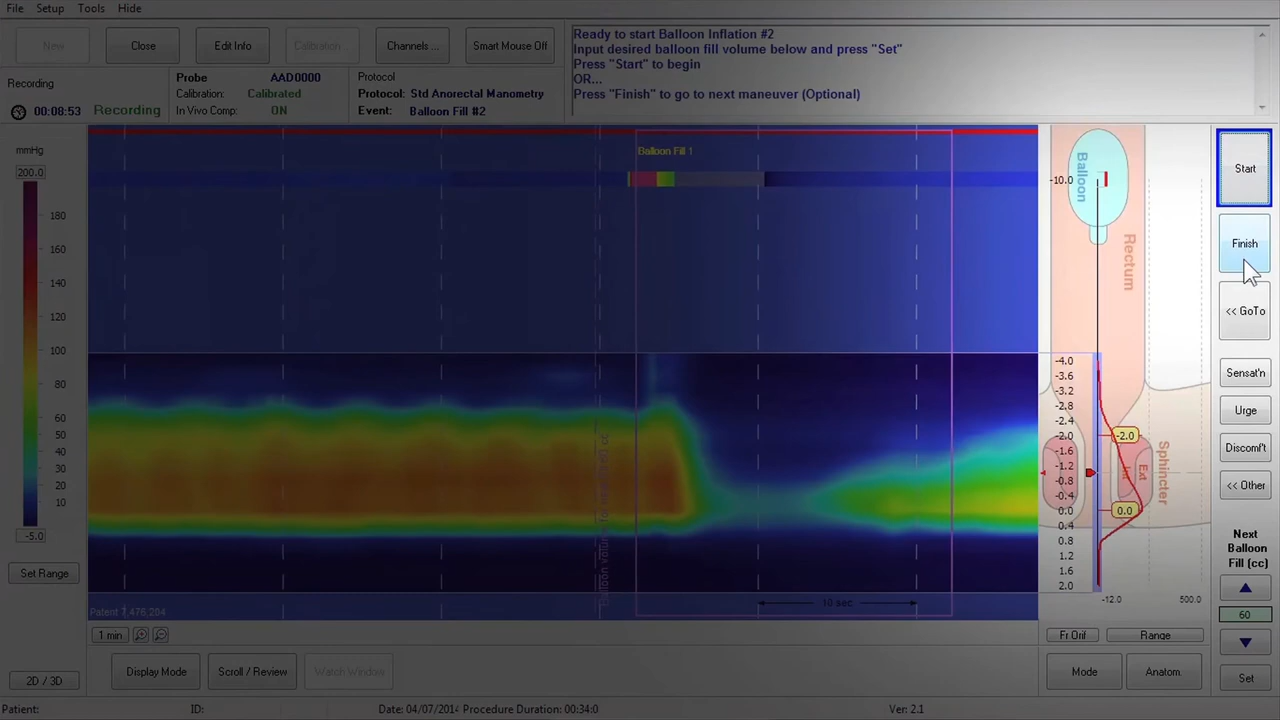 File Setup Tools Hide
New Close Edit Info Calibration Channels ... Smart Mouse Off
Ready to start Balloon Inflation #2
Input desired balloon fill volume below and press "Set"
Press "Start" to begin
OR...
Press "Finish" to go to next maneuver (Optional)
Recording
00:08:53 Recording
Probe AAD0000
Calibration: Calibrated
In Vivo Comp: ON
Protocol
Protocol: Std Anorectal Manometry
Event: Balloon Fill #2
mmHg
200.0
180
160
140
120
100
80
60
50
40
30
20
10
-5.0
Set Range
2D / 3D
Balloon Fill 1
Patent 7,476,204
10 sec
1 min
Display Mode Scroll / Review Watch Window
Balloon
Rectum
Sphincter
Int
Ext
-10.0
-4.0
-3.6
-3.2
-2.8
-2.4
-2.0
-1.6
-1.2
-0.8
-0.4
0.0
0.4
0.8
1.2
1.6
2.0
-2.0
0.0
-12.0 500.0
Fr Orif Range
Mode Anatom
Start
Finish
<< GoTo
Sensat'n
Urge
Discomf't
<< Other
Next
Balloon
Fill (cc)
60
Set
Patient: ID: Date: 04/07/2014 Procedure Duration: 00:34:0 Ver: 2.1